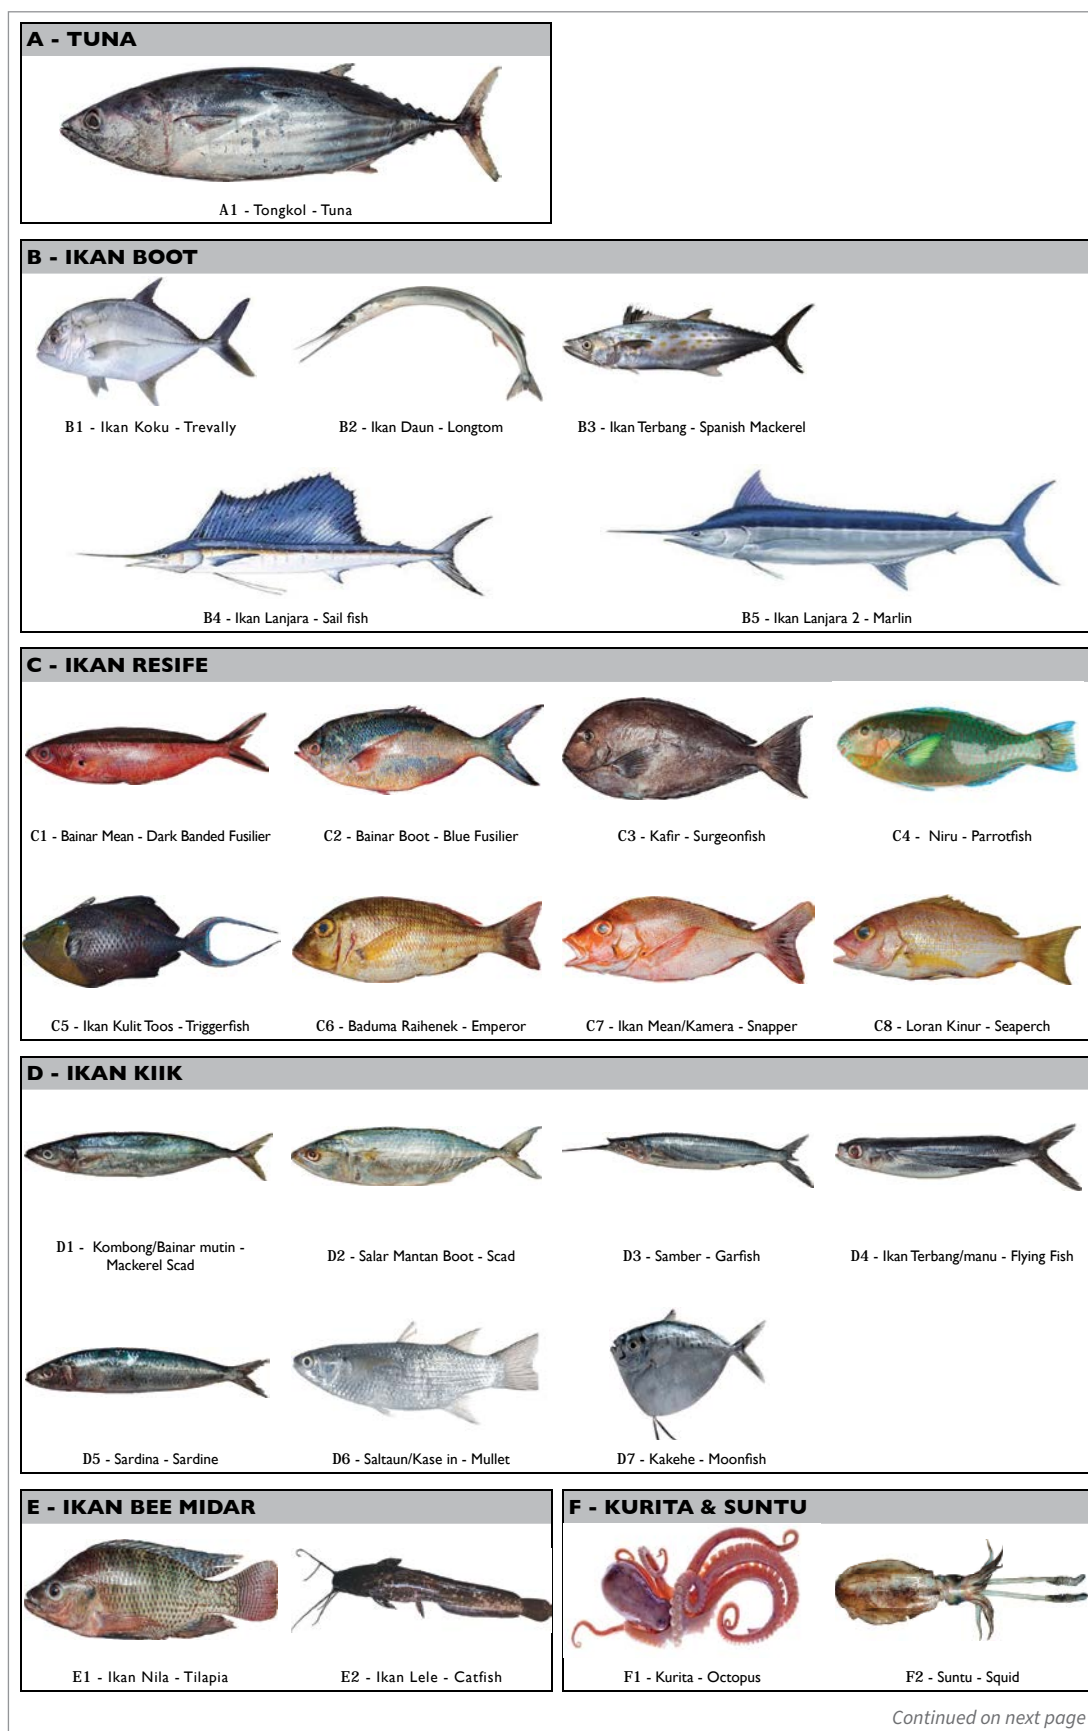 A - TUNA
A1 - Tongkol - Tuna
B - IKAN BOOT
B1 - Ikan Koku - Trevally
B2 - Ikan Daun - Longtom
B3 - Ikan Terbang - Spanish Mackerel
B4 - Ikan Lanjara - Sail fish
B5 - Ikan Lanjara 2 - Marlin
C - IKAN RESIFE
C1 - Bainar Mean - Dark Banded Fusilier
C2 - Bainar Boot - Blue Fusilier
C3 - Kafir - Surgeonfish
C4 - Niru - Parrotfish
C5 - Ikan Kulit Toos - Triggerfish
C6 - Baduma Raihenek - Emperor
C7 - Ikan Mean/Kamera - Snapper
C8 - Loran Kinur - Seaperch
D - IKAN KIIK
D1 - Kombong/Bainar mutin -
Mackerel Scad
D2 - Salar Mantan Boot - Scad
D3 - Samber - Garfish
D4 - Ikan Terbang/manu - Flying Fish
D5 - Sardina - Sardine
D6 - Saltaun/Kase in - Mullet
D7 - Kakehe - Moonfish
E - IKAN BEE MIDAR
E1 - Ikan Nila - Tilapia
E2 - Ikan Lele - Catfish
F - KURITA & SUNTU
F1 - Kurita - Octopus
F2 - Suntu - Squid
Continued on next page